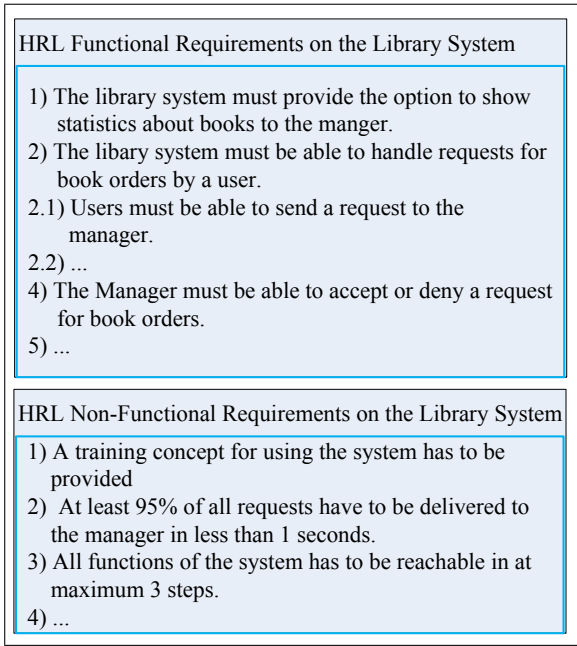 HRL Functional Requirements on the Library System
1) The library system must provide the option to show
statistics about books to the manger.
2) The libary system must be able to handle requests for
book orders by a user.
2.1) Users must be able to send a request to the
manager.
2.2) ...
4) The Manager must be able to accept or deny a request
for book orders.
5) ...
HRL Non-Functional Requirements on the Library System
1) A training concept for using the system has to be
provided
2) At least 95% of all requests have to be delivered to
the manager in less than 1 seconds.
3) All functions of the system has to be reachable in at
maximum 3 steps.
4) ...